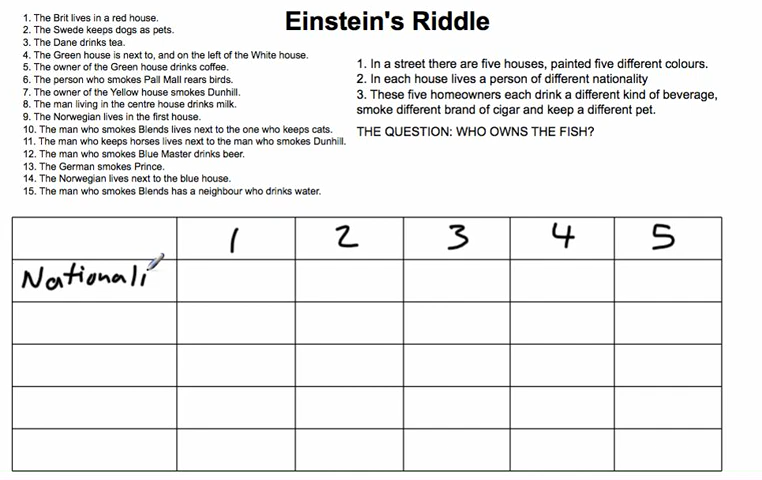 Einstein's Riddle
1. The Brit lives in a red house.
2. The Swede keeps dogs as pets.
3. The Dane drinks tea.
4. The Green house is next to, and on the left of the White house.
5. The owner of the Green house drinks coffee.
6. The person who smokes Pall Mall rears birds.
7. The owner of the Yellow house smokes Dunhill.
8. The man living in the centre house drinks milk.
9. The Norwegian lives in the first house.
10. The man who smokes Blends lives next to the one who keeps cats.
11. The man who keeps horses lives next to the man who smokes Dunhill.
12. The man who smokes Blue Master drinks beer.
13. The German smokes Prince.
14. The Norwegian lives next to the blue house.
15. The man who smokes Blends has a neighbour who drinks water.
1. In a street there are five houses, painted five different colours.
2. In each house lives a person of different nationality
3. These five homeowners each drink a different kind of beverage,
smoke different brand of cigar and keep a different pet.
THE QUESTION: WHO OWNS THE FISH?
1 2 3 4 5
Nationali